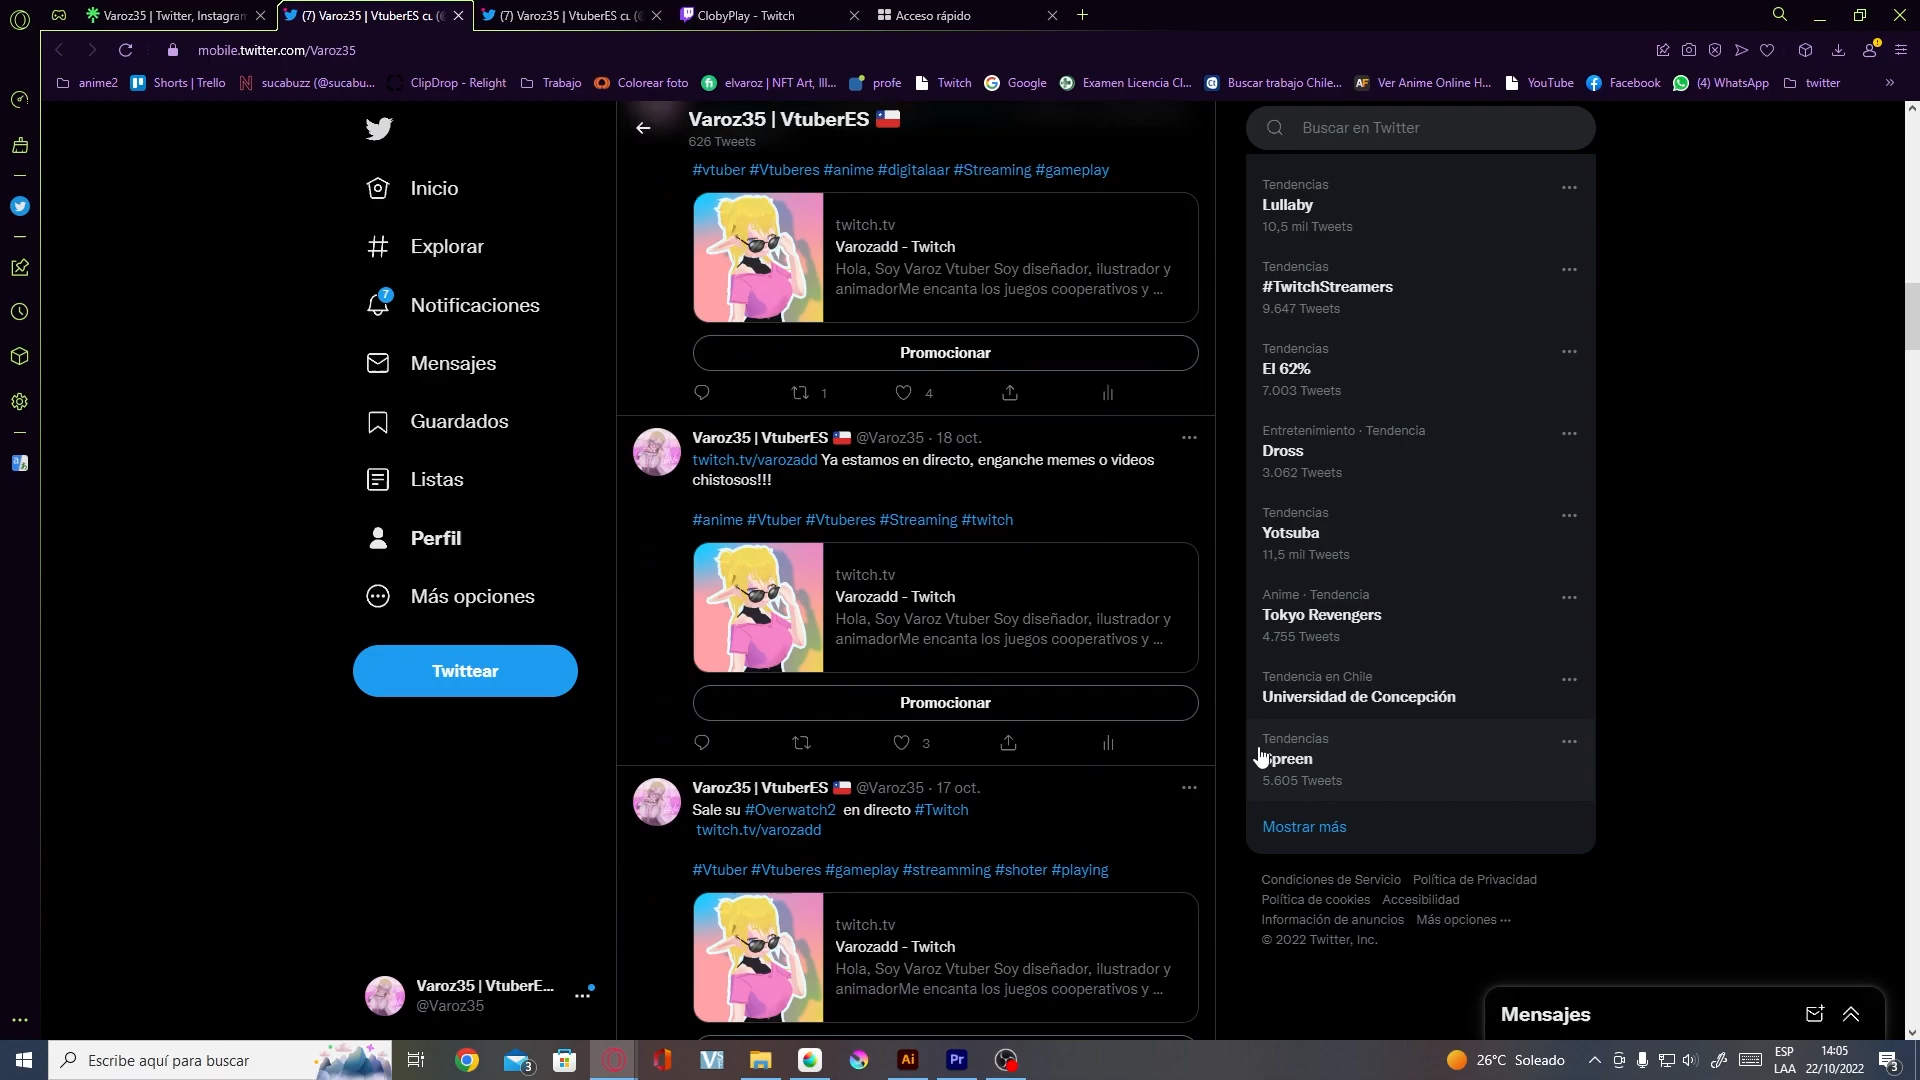 Varoz35 | Twitter, Instagram
(7) Varoz35 | VtuberES cʟ (@
(7) Varoz35 | VtuberES cʟ (@
ClobyPlay - Twitch
Acceso rápido
mobile.twitter.com/Varoz35
anime2
Shorts | Trello
sucabuzz (@sucabu...
ClipDrop - Relight
Trabajo
Colorear foto
elvaroz | NFT Art, Ill...
profe
Twitch
Google
Examen Licencia Cl...
Buscar trabajo Chile...
AF Ver Anime Online H...
YouTube
Facebook
(4) WhatsApp
twitter
Inicio
Explorar
7
Notificaciones
Mensajes
Guardados
Listas
Perfil
Más opciones
Twittear
Varoz35 | VtuberE...
@Varoz35
Varoz35 | VtuberES 🇨🇱
626 Tweets
#vtuber #Vtuberes #anime #digitalaar #Streaming #gameplay
twitch.tv
Varozadd - Twitch
Hola, Soy Varoz Vtuber Soy diseñador, ilustrador y
animadorMe encanta los juegos cooperativos y ...
Promocionar
1
4
Varoz35 | VtuberES 🇨🇱 @Varoz35 · 18 oct.
twitch.tv/varozadd Ya estamos en directo, enganche memes o videos
chistosos!!!
#anime #Vtuber #Vtuberes #Streaming #twitch
twitch.tv
Varozadd - Twitch
Hola, Soy Varoz Vtuber Soy diseñador, ilustrador y
animadorMe encanta los juegos cooperativos y ...
Promocionar
3
Varoz35 | VtuberES 🇨🇱 @Varoz35 · 17 oct.
Sale su #Overwatch2 en directo #Twitch
twitch.tv/varozadd
#Vtuber #Vtuberes #gameplay #streamming #shoter #playing
twitch.tv
Varozadd - Twitch
Hola, Soy Varoz Vtuber Soy diseñador, ilustrador y
animadorMe encanta los juegos cooperativos y ...
Buscar en Twitter
Tendencias
Lullaby
10,5 mil Tweets
Tendencias
#TwitchStreamers
9.647 Tweets
Tendencias
El 62%
7.003 Tweets
Entretenimiento · Tendencia
Dross
3.062 Tweets
Tendencias
Yotsuba
11,5 mil Tweets
Anime · Tendencia
Tokyo Revengers
4.755 Tweets
Tendencia en Chile
Universidad de Concepción
Tendencias
Spreen
5.605 Tweets
Mostrar más
Condiciones de Servicio Política de Privacidad
Política de cookies Accesibilidad
Información de anuncios Más opciones ···
© 2022 Twitter, Inc.
Mensajes
Escribe aquí para buscar
3
Ai
Pr
26°C Soleado
ESP
LAA
14:05
22/10/2022
3